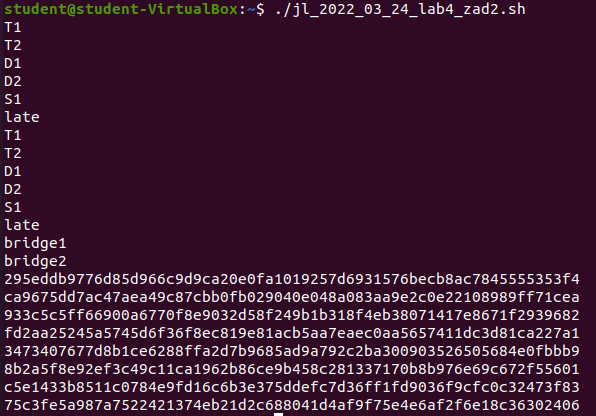 student@student-VirtualBox:~$ ./jl_2022_03_24_lab4_zad2.sh
T1
T2
D1
D2
S1
late
T1
T2
D1
D2
S1
late
bridge1
bridge2
295eddb9776d85d966c9d9ca20e0fa1019257d6931576becb8ac7845555353f4
ca9675dd7ac47aea49c87cbb0fb029040e048a083aa9e2c0e22108989ff71cea
933c5c5ff66900a6770f8e9032d58f249b1b318f4eb38071417e8671f2939682
fd2aa25245a5745d6f36f8ec819e81acb5aa7eaec0aa5657411dc3d81ca227a1
3473407677d8b1ce6288ffa2d7b9685ad9a792c2ba300903526505684e0fbbb9
8b2a5f8e92ef3c49c11ca1962b86ce9b458c281337170b8b976e69c672f55601
c5e1433b8511c0784e9fd16c6b3e375ddefc7d36ff1fd9036f9cfc0c32473f83
75c3fe5a987a7522421374eb21d2c688041d4af9f75e4e6af2f6e18c36302406